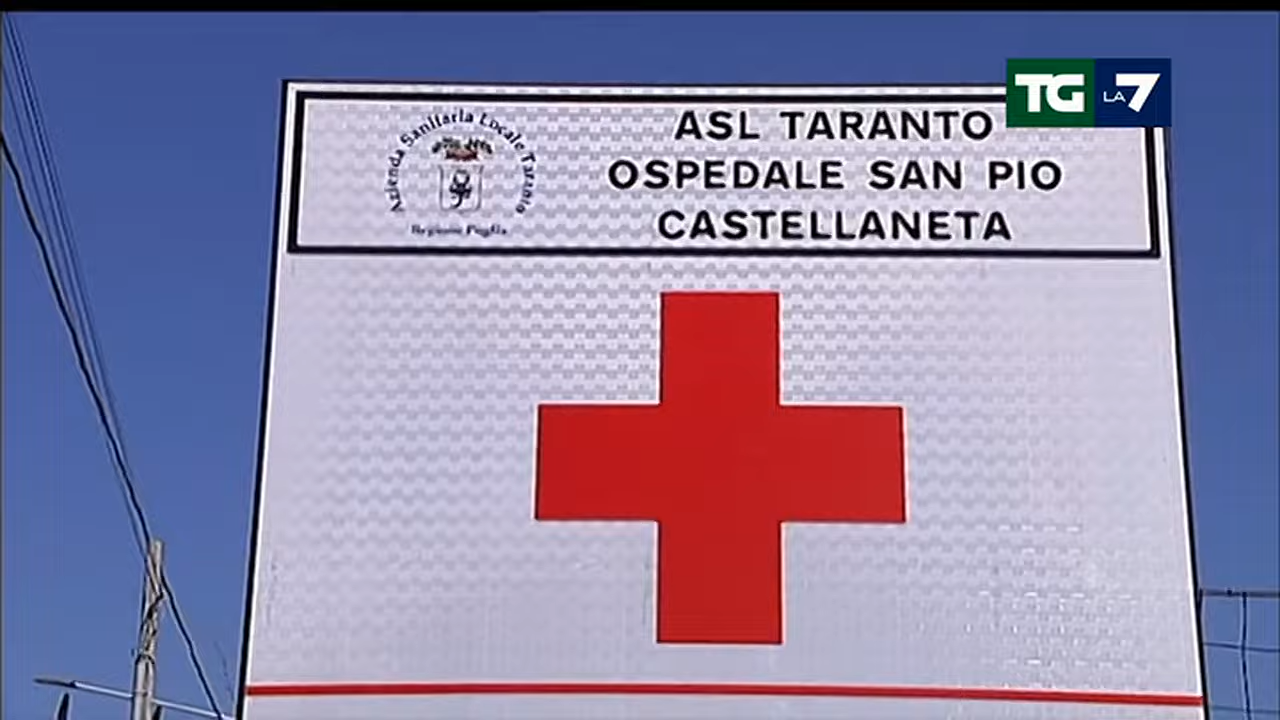 TG LA7
ASL TARANTO
OSPEDALE SAN PIO
CASTELLANETA
Azienda Sanitaria Locale Taranto
Regione Puglia